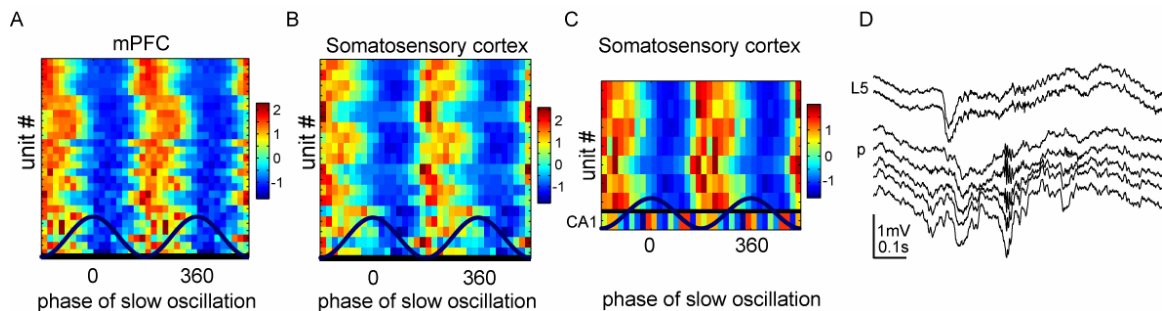 A
mPFC
unit #
2
1
0
-1
0
360
phase of slow oscillation
B
Somatosensory cortex
unit #
2
1
0
-1
0
360
phase of slow oscillation
C
Somatosensory cortex
unit #
CA1
1
0
-1
0
360
phase of slow oscillation
D
L5
p
1mV
0.1s